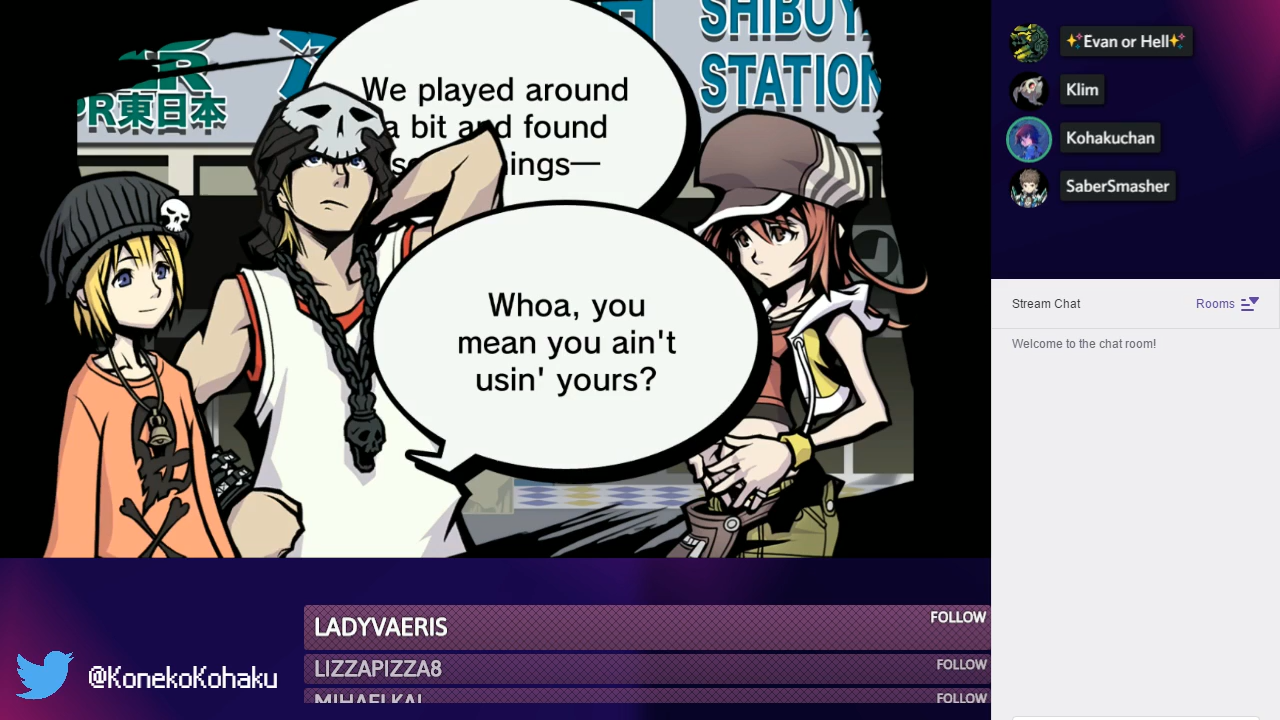 R
R東日本
SHIBUY
STATION
We played around
a bit and found
ings—
Whoa, you
mean you ain't
usin' yours?
✨Evan or Hell✨
Klim
Kohakuchan
SaberSmasher
Stream Chat
Rooms
Welcome to the chat room!
LADYVAERIS
FOLLOW
LIZZAPIZZA8
FOLLOW
FOLLOW
@KonekoKohaku